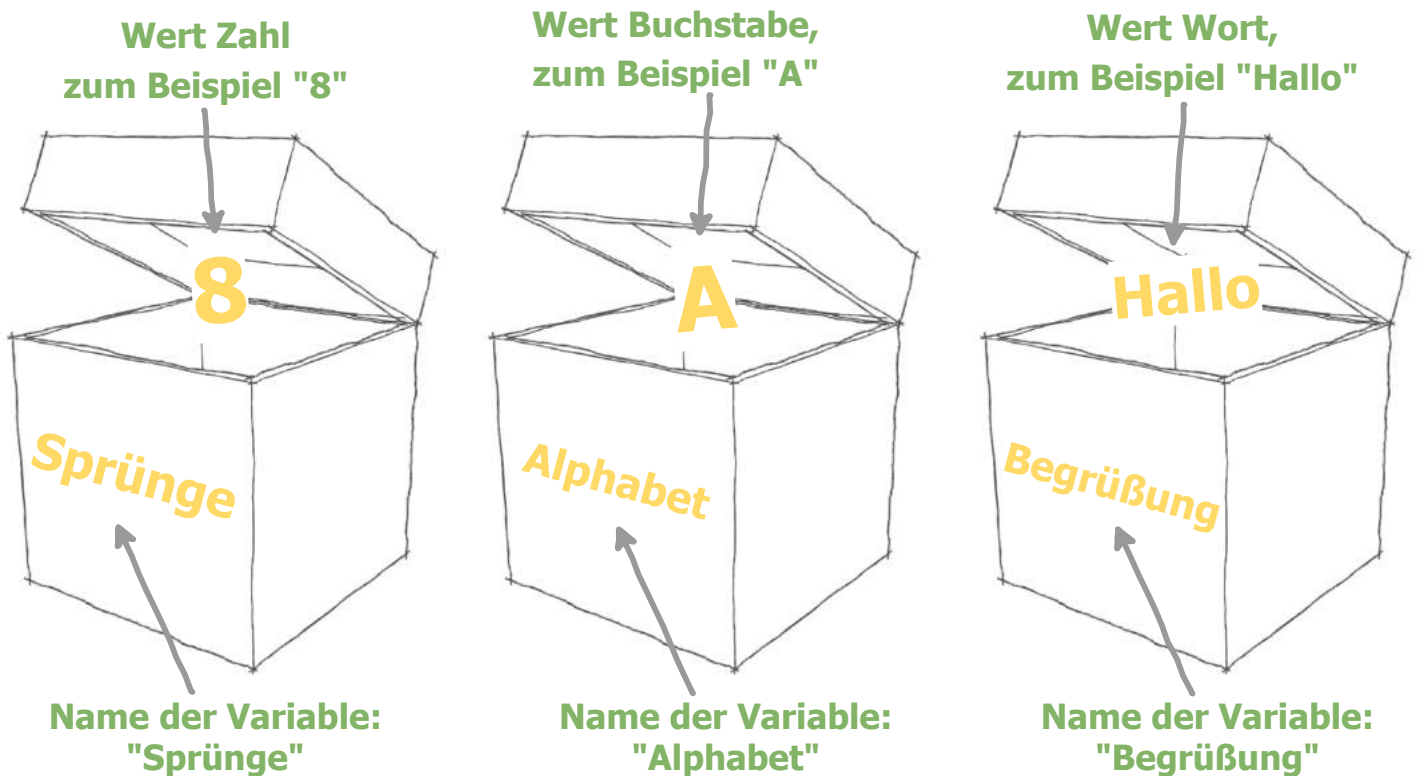 Wert Zahl
zum Beispiel "8"
8
Sprünge
Name der Variable:
"Sprünge"
Wert Buchstabe,
zum Beispiel "A"
A
Alphabet
Name der Variable:
"Alphabet"
Wert Wort,
zum Beispiel "Hallo"
Hallo
Begrüßung
Name der Variable:
"Begrüßung"